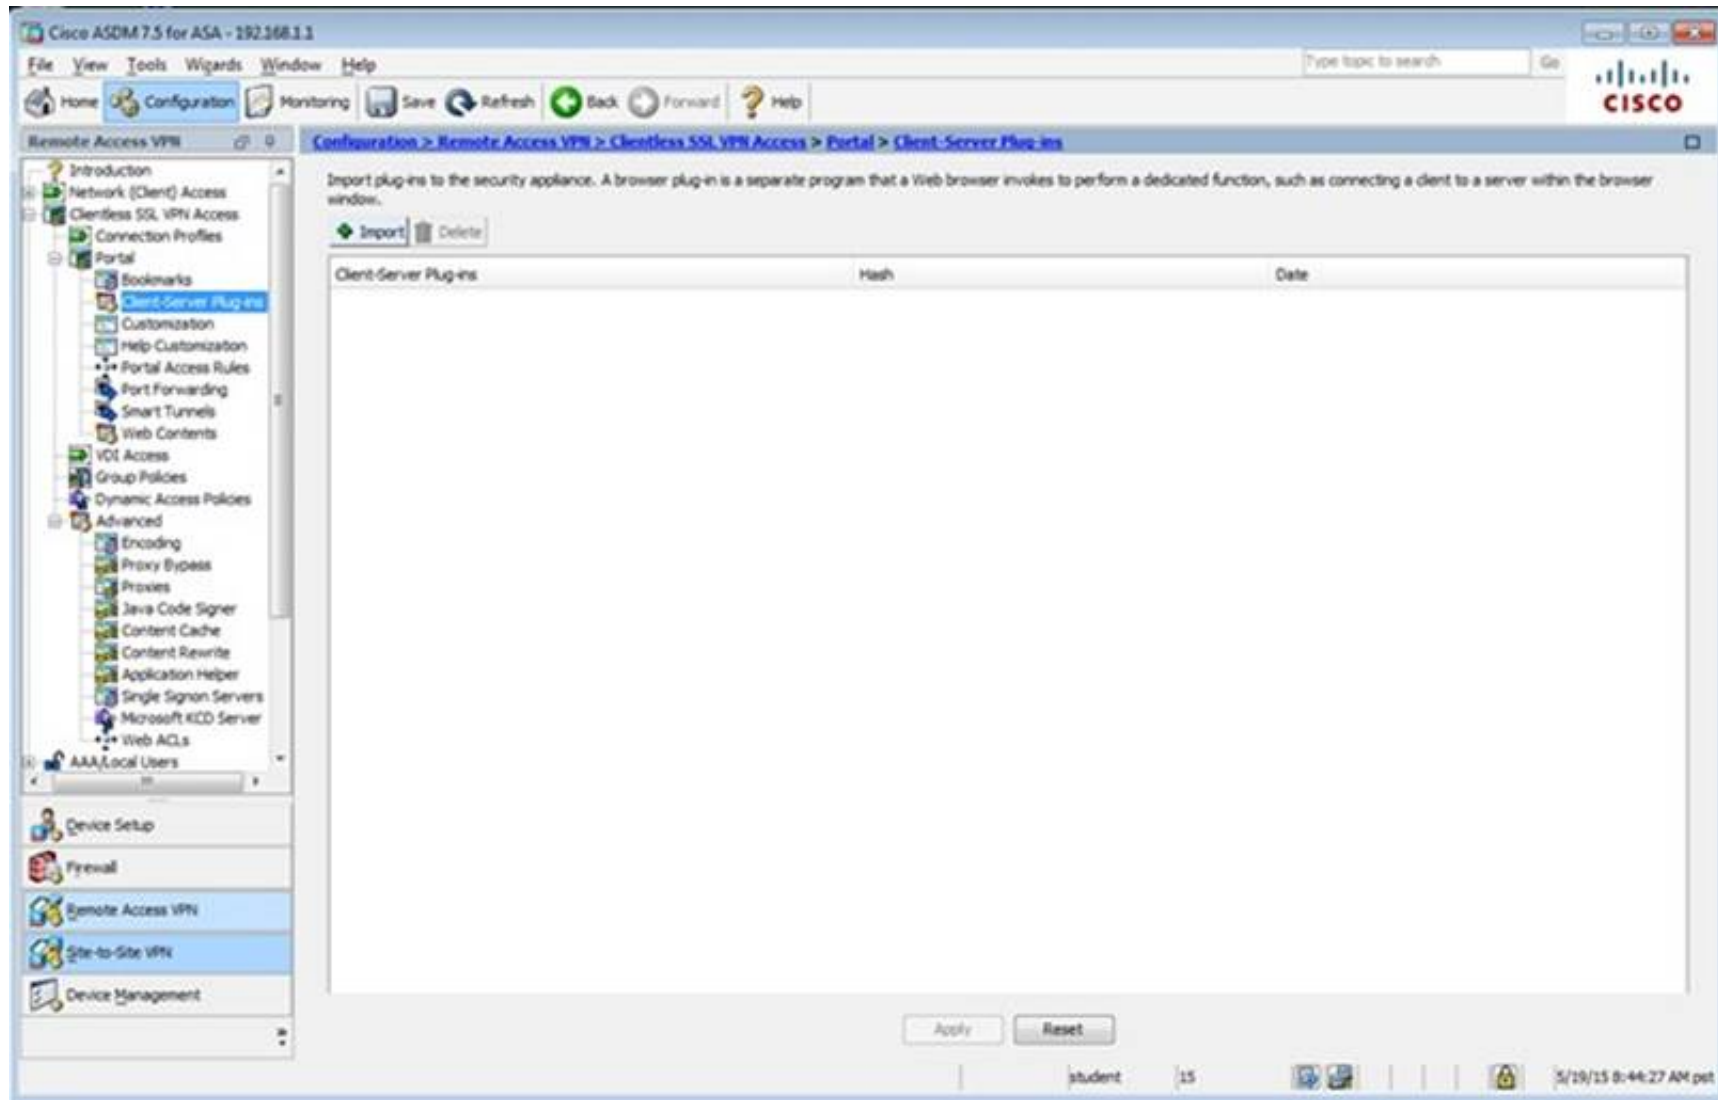 Cisco ASDM 7.5 for ASA - 192.168.1.1
File View Tools Wizards Window Help
Type topic to search Go
Home Configuration Monitoring Save Refresh Back Forward Help
CISCO
Remote Access VPN
Configuration > Remote Access VPN > Clientless SSL VPN Access > Portal > Client-Server Plug-ins
Introduction
Network (Client) Access
Clientless SSL VPN Access
Connection Profiles
Portal
Bookmarks
Client-Server Plug-ins
Customization
Help Customization
Portal Access Rules
Port Forwarding
Smart Tunnels
Web Contents
VDI Access
Group Policies
Dynamic Access Policies
Advanced
Encoding
Proxy Bypass
Proxies
Java Code Signer
Content Cache
Content Rewrite
Application Helper
Single Signon Servers
Microsoft KCD Server
Web ACLs
AAA/Local Users
Device Setup
Firewall
Remote Access VPN
Site-to-Site VPN
Device Management
Import plug-ins to the security appliance. A browser plug-in is a separate program that a Web browser invokes to perform a dedicated function, such as connecting a client to a server within the browser
window.
Import Delete
Client-Server Plug-ins Hash Date
Apply Reset
student 15 5/19/15 8:44:27 AM pst